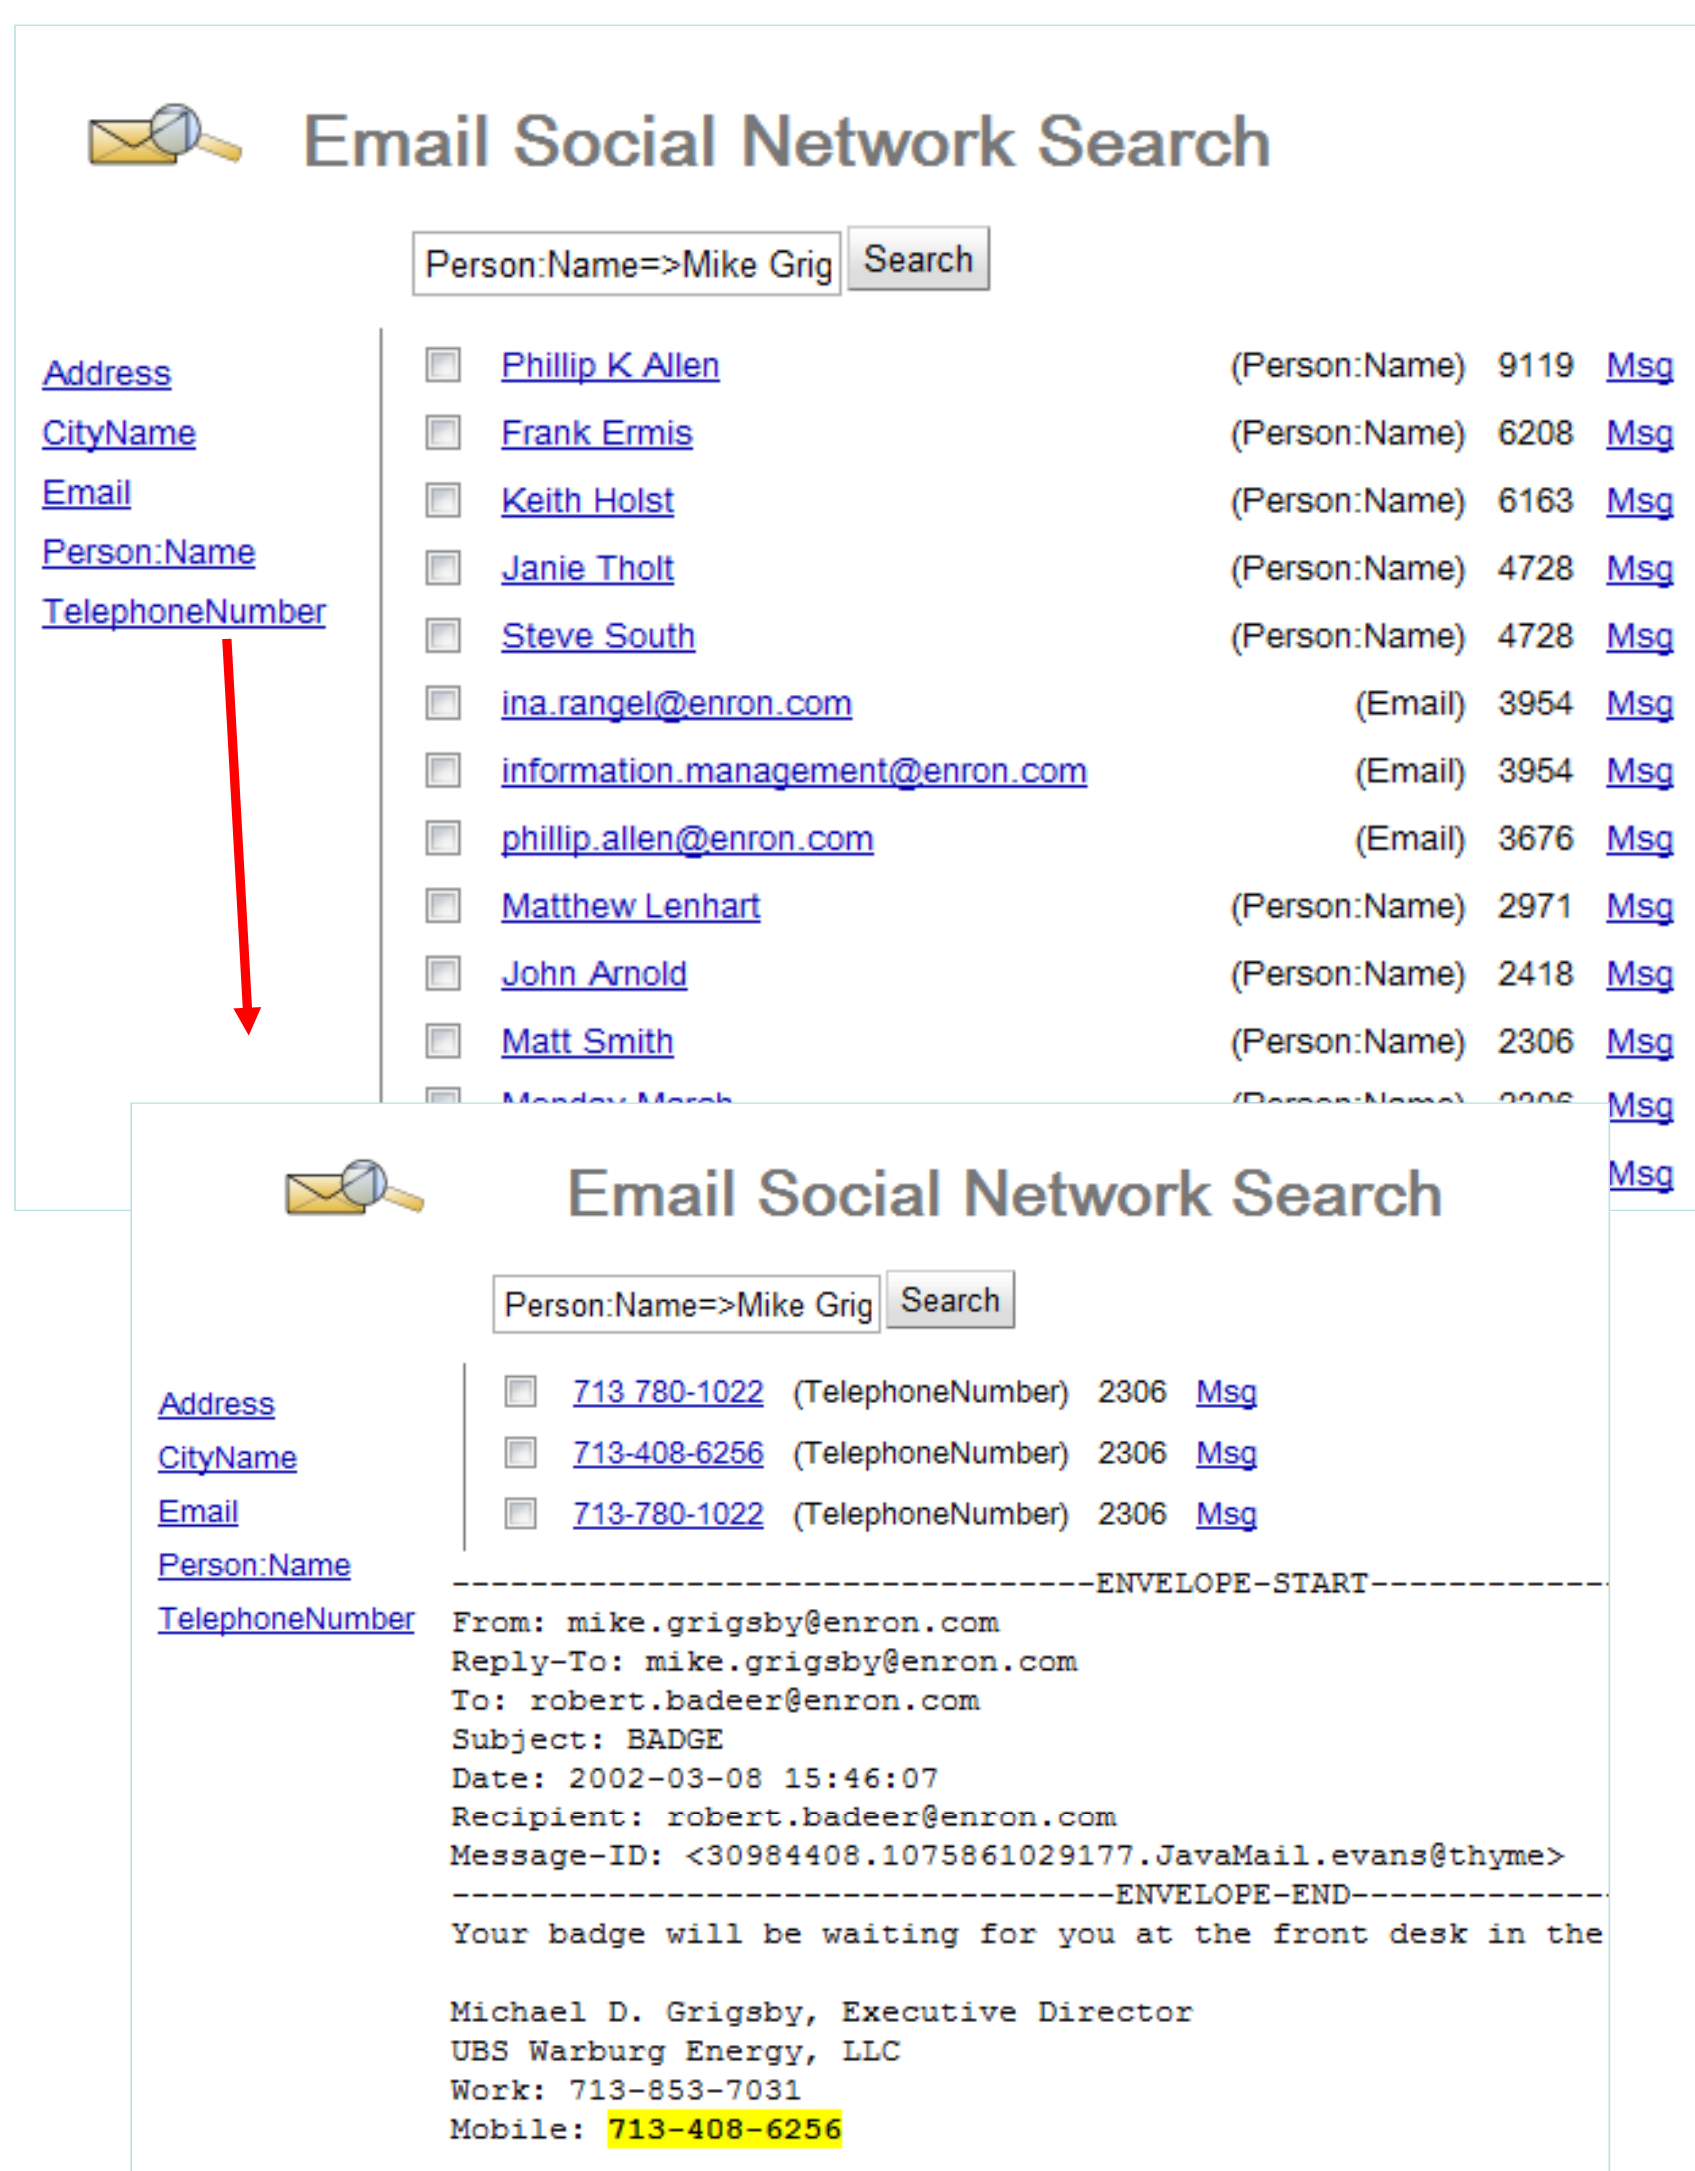 Email Social Network Search
Person:Name=>Mike Grig Search
Address
CityName
Email
Person:Name
TelephoneNumber
Phillip K Allen (Person:Name) 9119 Msg
Frank Ermis (Person:Name) 6208 Msg
Keith Holst (Person:Name) 6163 Msg
Janie Tholt (Person:Name) 4728 Msg
Steve South (Person:Name) 4728 Msg
ina.rangel@enron.com (Email) 3954 Msg
information.management@enron.com (Email) 3954 Msg
phillip.allen@enron.com (Email) 3676 Msg
Matthew Lenhart (Person:Name) 2971 Msg
John Arnold (Person:Name) 2418 Msg
Matt Smith (Person:Name) 2306 Msg
Monday March (Person:Name) 2306 Msg
Msg
Email Social Network Search
Person:Name=>Mike Grig Search
Address
CityName
Email
Person:Name
TelephoneNumber
713 780-1022 (TelephoneNumber) 2306 Msg
713-408-6256 (TelephoneNumber) 2306 Msg
713-780-1022 (TelephoneNumber) 2306 Msg
---------------------------------ENVELOPE-START-------------
From: mike.grigsby@enron.com
Reply-To: mike.grigsby@enron.com
To: robert.badeer@enron.com
Subject: BADGE
Date: 2002-03-08 15:46:07
Recipient: robert.badeer@enron.com
Message-ID: <30984408.1075861029177.JavaMail.evans@thyme>
----------------------------------ENVELOPE-END--------------
Your badge will be waiting for you at the front desk in the
Michael D. Grigsby, Executive Director
UBS Warburg Energy, LLC
Work: 713-853-7031
Mobile: 713-408-6256